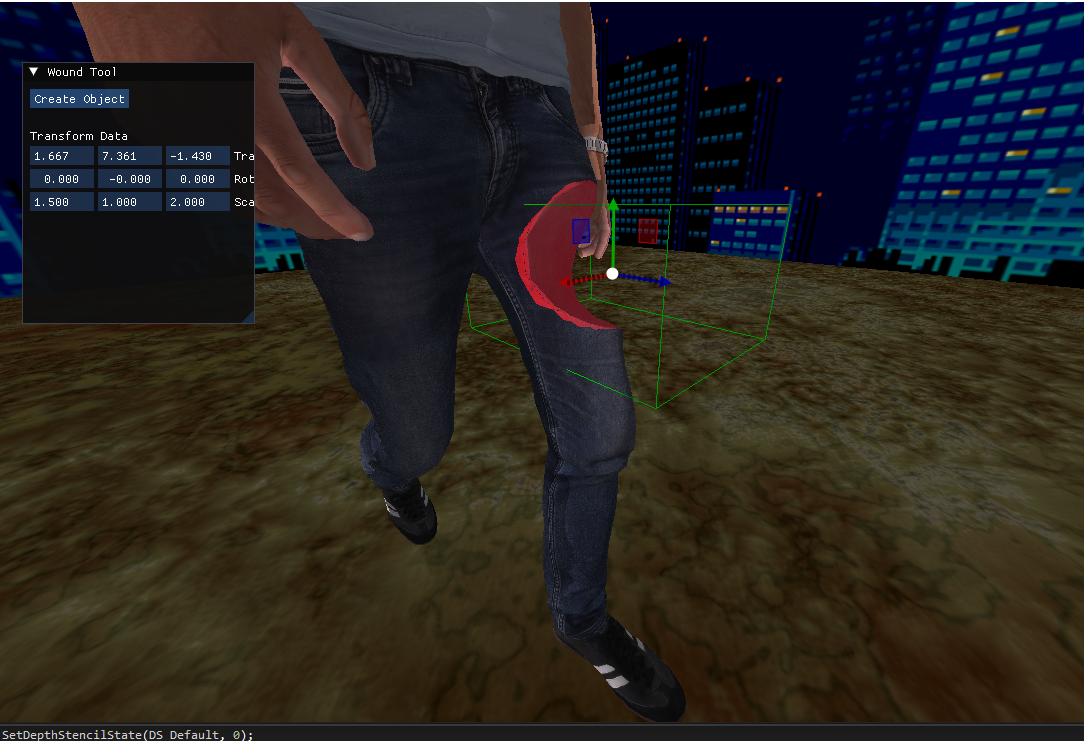 Wound Tool
Create Object
Transform Data
1.667 7.361 -1.430 Tra
0.000 -0.000 0.000 Rot
1.500 1.000 2.000 Sca
SetDepthStencilState(DS_Default, 0);